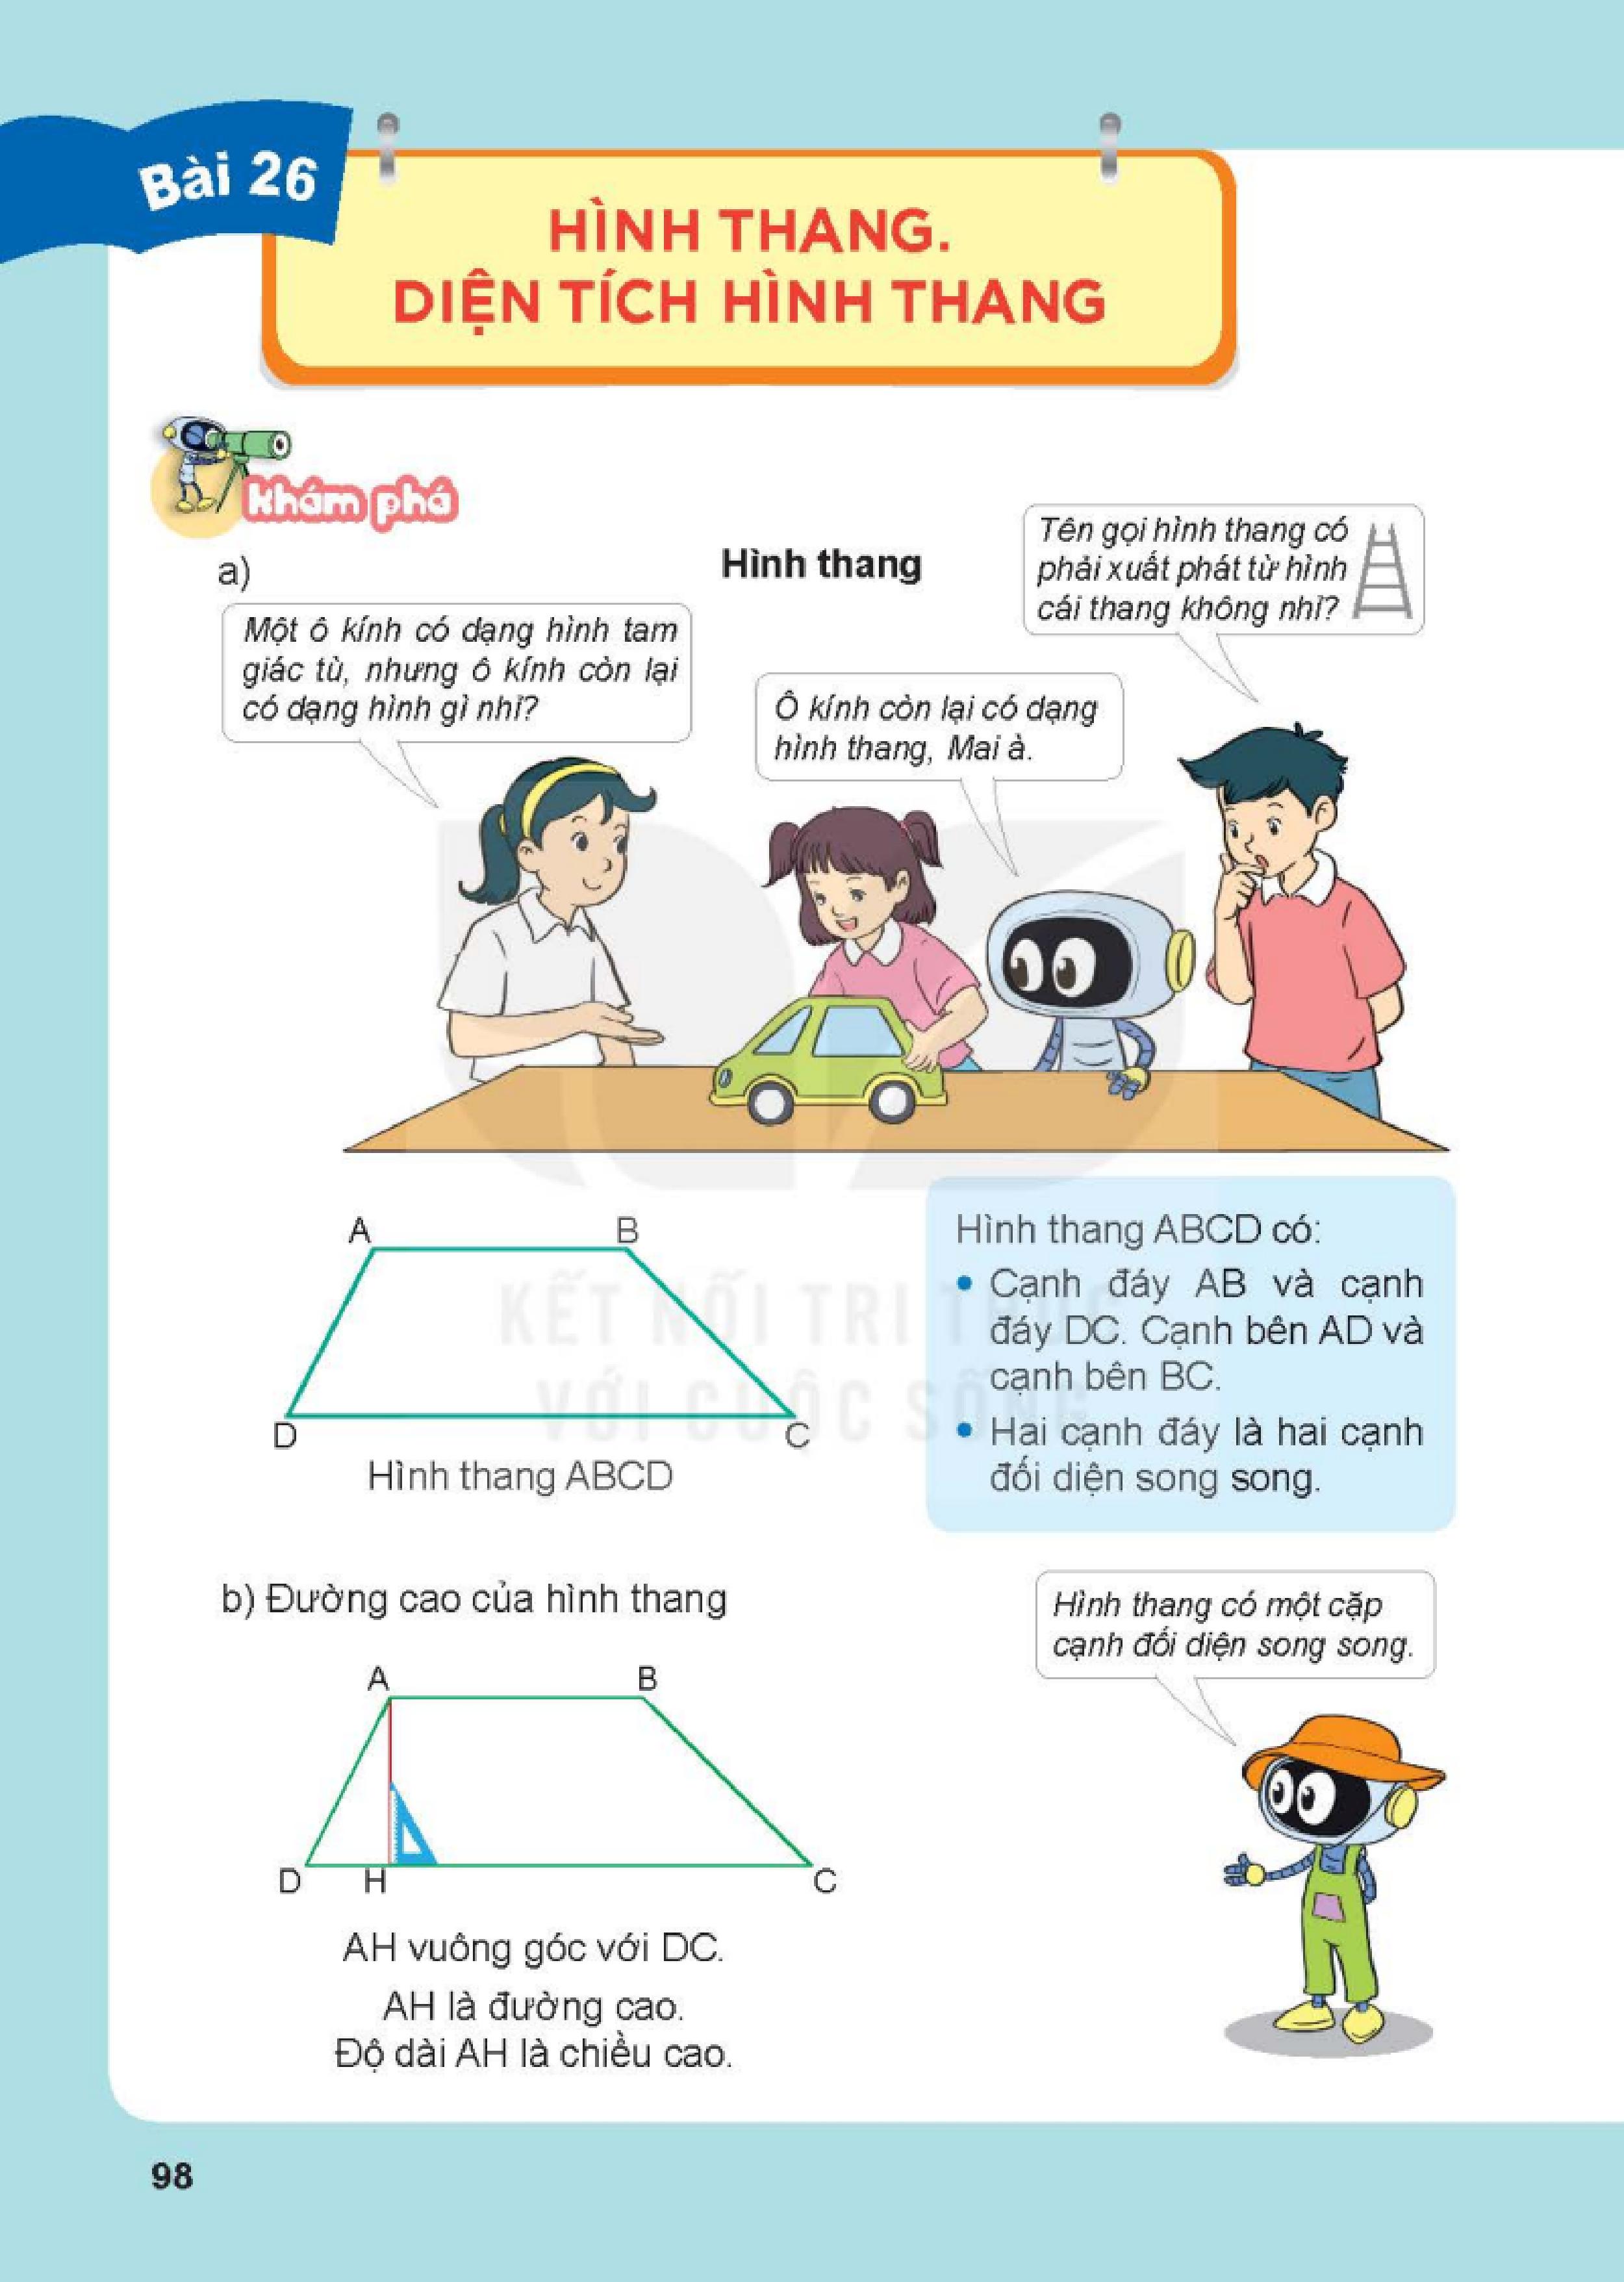 Bài 26
HÌNH THANG.
DIỆN TÍCH HÌNH THANG
Khám phá
a)
Hình thang
Tên gọi hình thang có
phải xuất phát từ hình
cái thang không nhỉ?
Một ô kính có dạng hình tam
giác tù, nhưng ô kính còn lại
có dạng hình gì nhỉ?
Ô kính còn lại có dạng
hình thang, Mai à.
A B
D C
Hình thang ABCD
Hình thang ABCD có:
• Cạnh đáy AB và cạnh
đáy DC. Cạnh bên AD và
cạnh bên BC.
• Hai cạnh đáy là hai cạnh
đối diện song song.
KẾT NỐI TRI THỨC
VỚI CUỘC SỐNG
b) Đường cao của hình thang
Hình thang có một cặp
cạnh đối diện song song.
A B
D H C
AH vuông góc với DC.
AH là đường cao.
Độ dài AH là chiều cao.
98